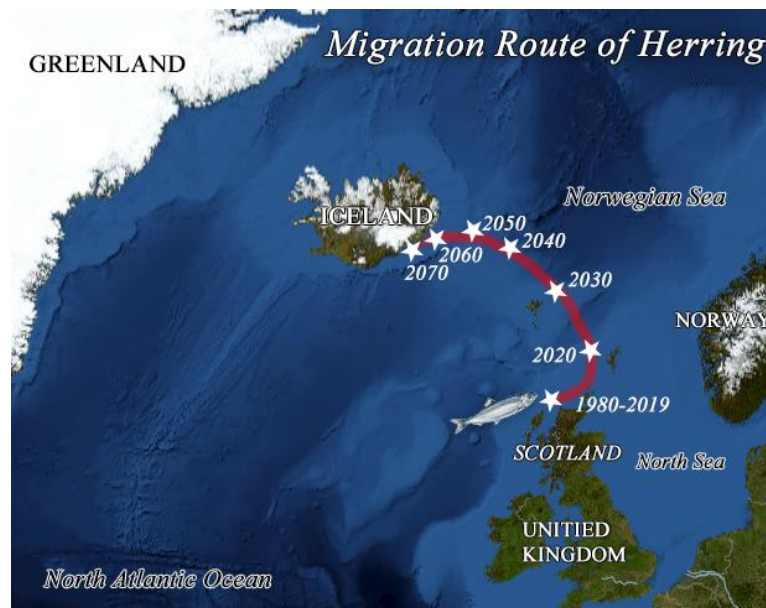 Migration Route of Herring
GREENLAND
Norwegian Sea
ICELAND
2050
2040
2060
2070
2030
NORWAY
2020
1980-2019
SCOTLAND
North Sea
UNITIED
KINGDOM
North Atlantic Ocean